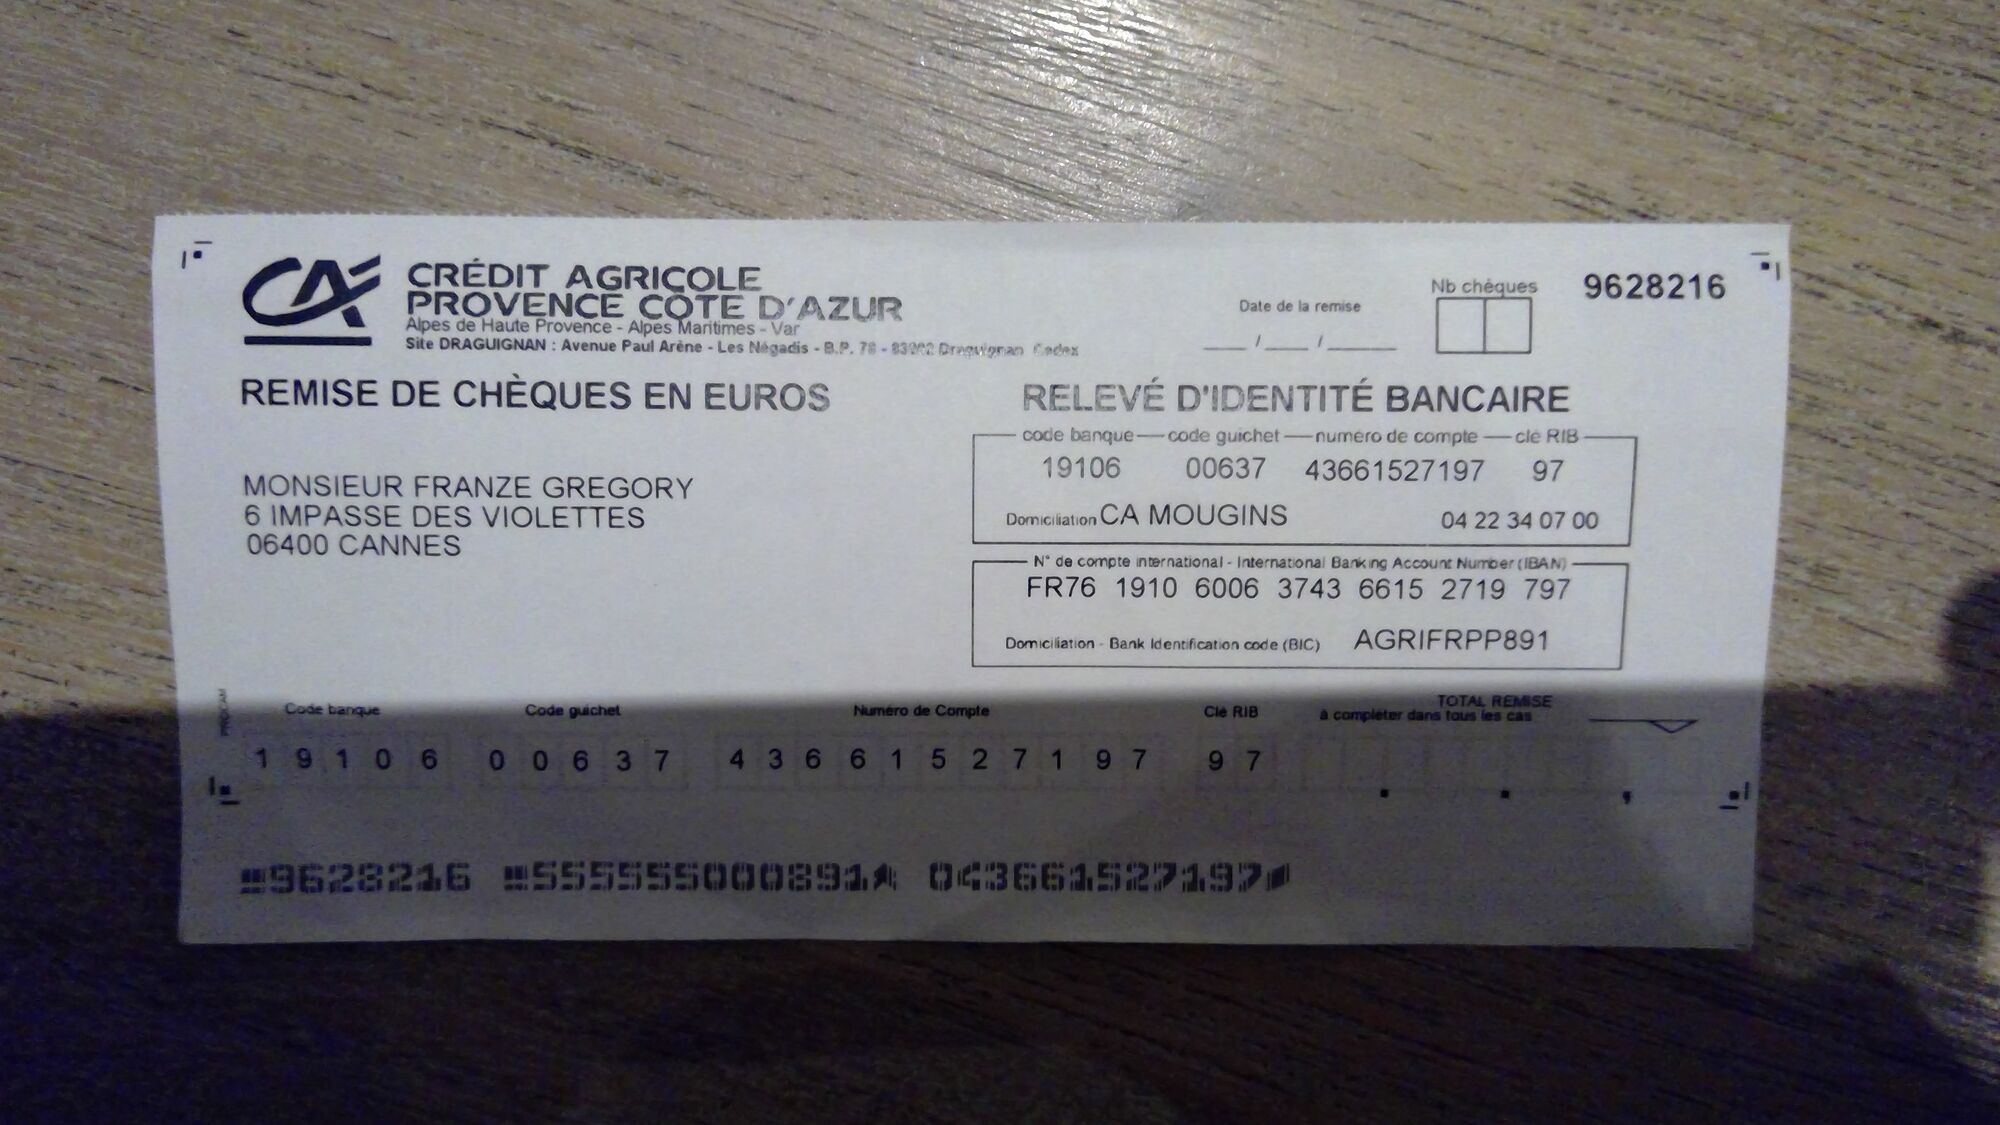 CRÉDIT AGRICOLE
PROVENCE CÔTE D'AZUR
Alpes de Haute Provence - Alpes Maritimes - Var
Site DRAGUIGNAN : Avenue Paul Arène - Les Négadis - B.P. 78 - 83002 Draguignan Cedex
Date de la remise
__/__/__
Nb chèques
9628216
REMISE DE CHÈQUES EN EUROS
MONSIEUR FRANZE GREGORY
6 IMPASSE DES VIOLETTES
06400 CANNES
RELEVÉ D'IDENTITÉ BANCAIRE
code banque code guichet numéro de compte clé RIB
19106 00637 43661527197 97
Domiciliation CA MOUGINS 04 22 34 07 00
N° de compte international - International Banking Account Number (IBAN)
FR76 1910 6006 3743 6615 2719 797
Domiciliation - Bank Identification code (BIC) AGRIFRPP891
Code banque Code guichet Numéro de Compte Clé RIB
TOTAL REMISE
à compléter dans tous les cas
1 9 1 0 6 0 0 6 3 7 4 3 6 6 1 5 2 7 1 9 7 9 7
9628216 555555000891 043661527197